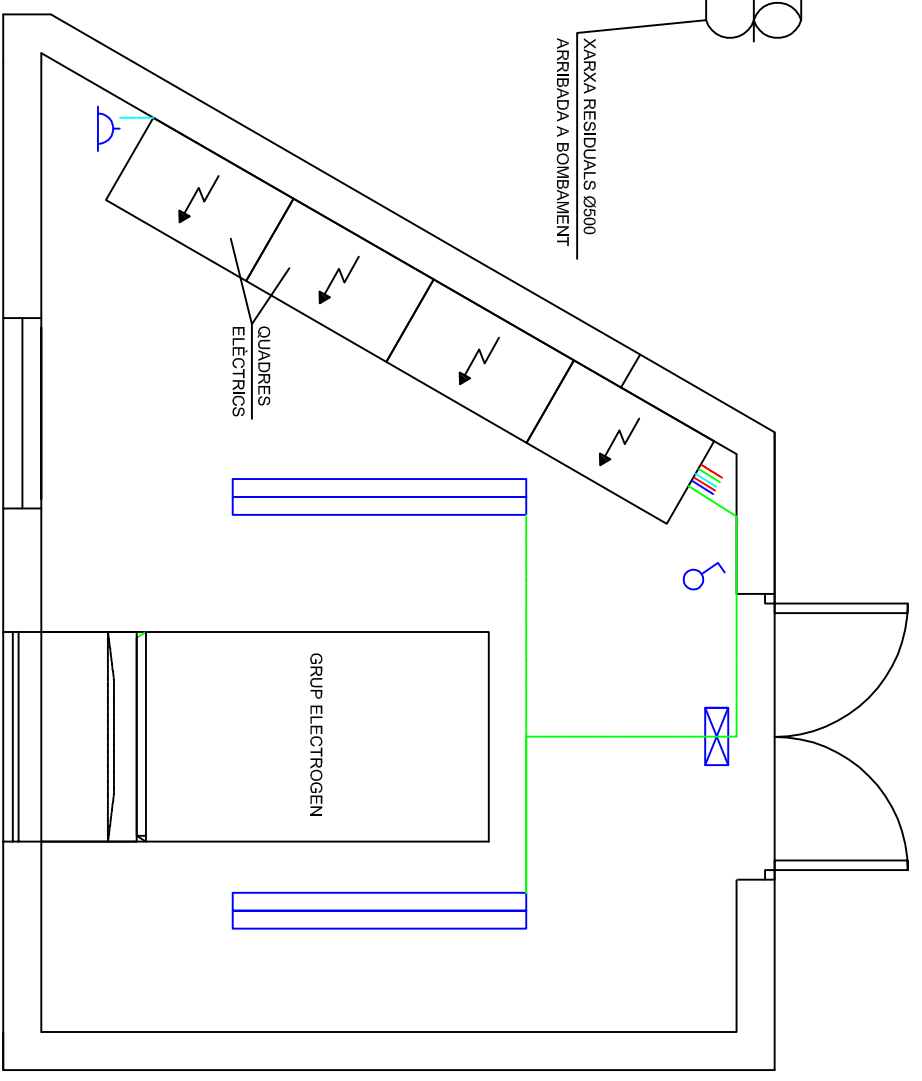 XARXA RESIDUALS Ø500
ARRIBADA A BOMBAMENT
QUADRES
ELÈCTRICS
GRUP ELECTROGEN